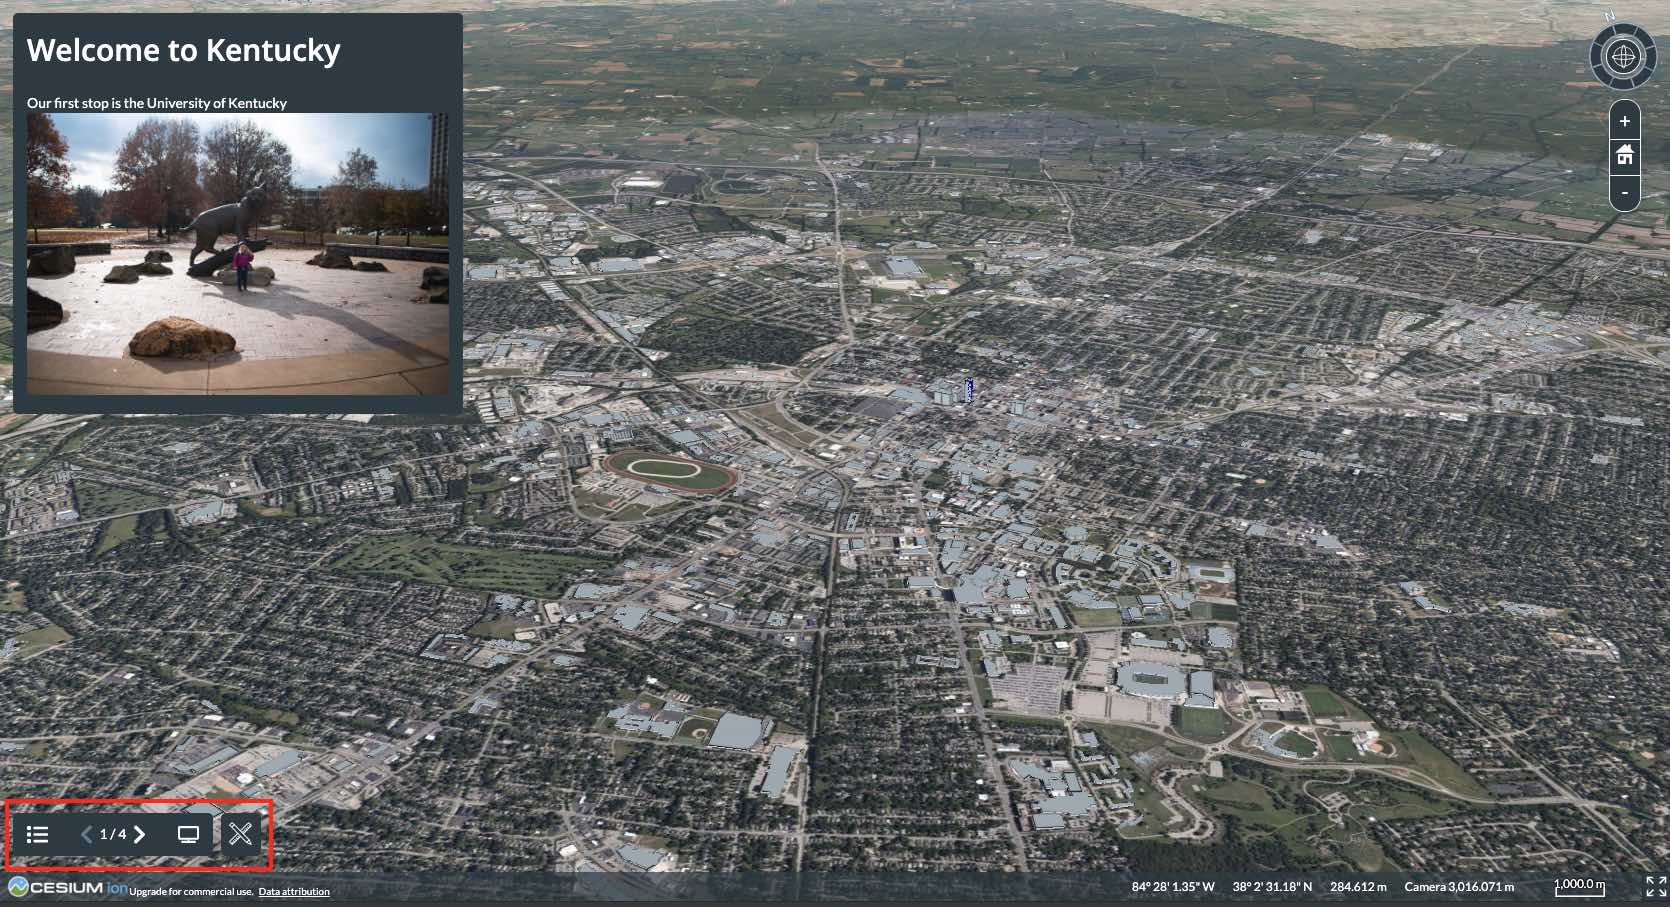 Welcome to Kentucky
Our first stop is the University of Kentucky
N
+
-
1 / 4
CESIUM ion Upgrade for commercial use. Data attribution
84° 28' 1.35" W 38° 2' 31.18" N 284.612 m Camera 3,016.071 m 1,000.0 m